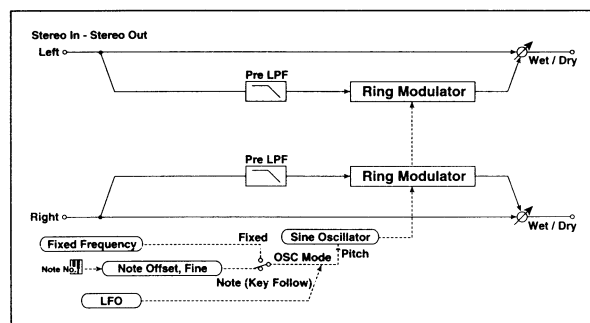 Stereo In - Stereo Out
Left
Wet / Dry
Pre LPF
Ring Modulator
Pre LPF
Ring Modulator
Right
Wet / Dry
Fixed Frequency
Fixed
Sine Oscillator
Note No.
Note Offset, Fine
OSC Mode
Pitch
Note (Key Follow)
LFO